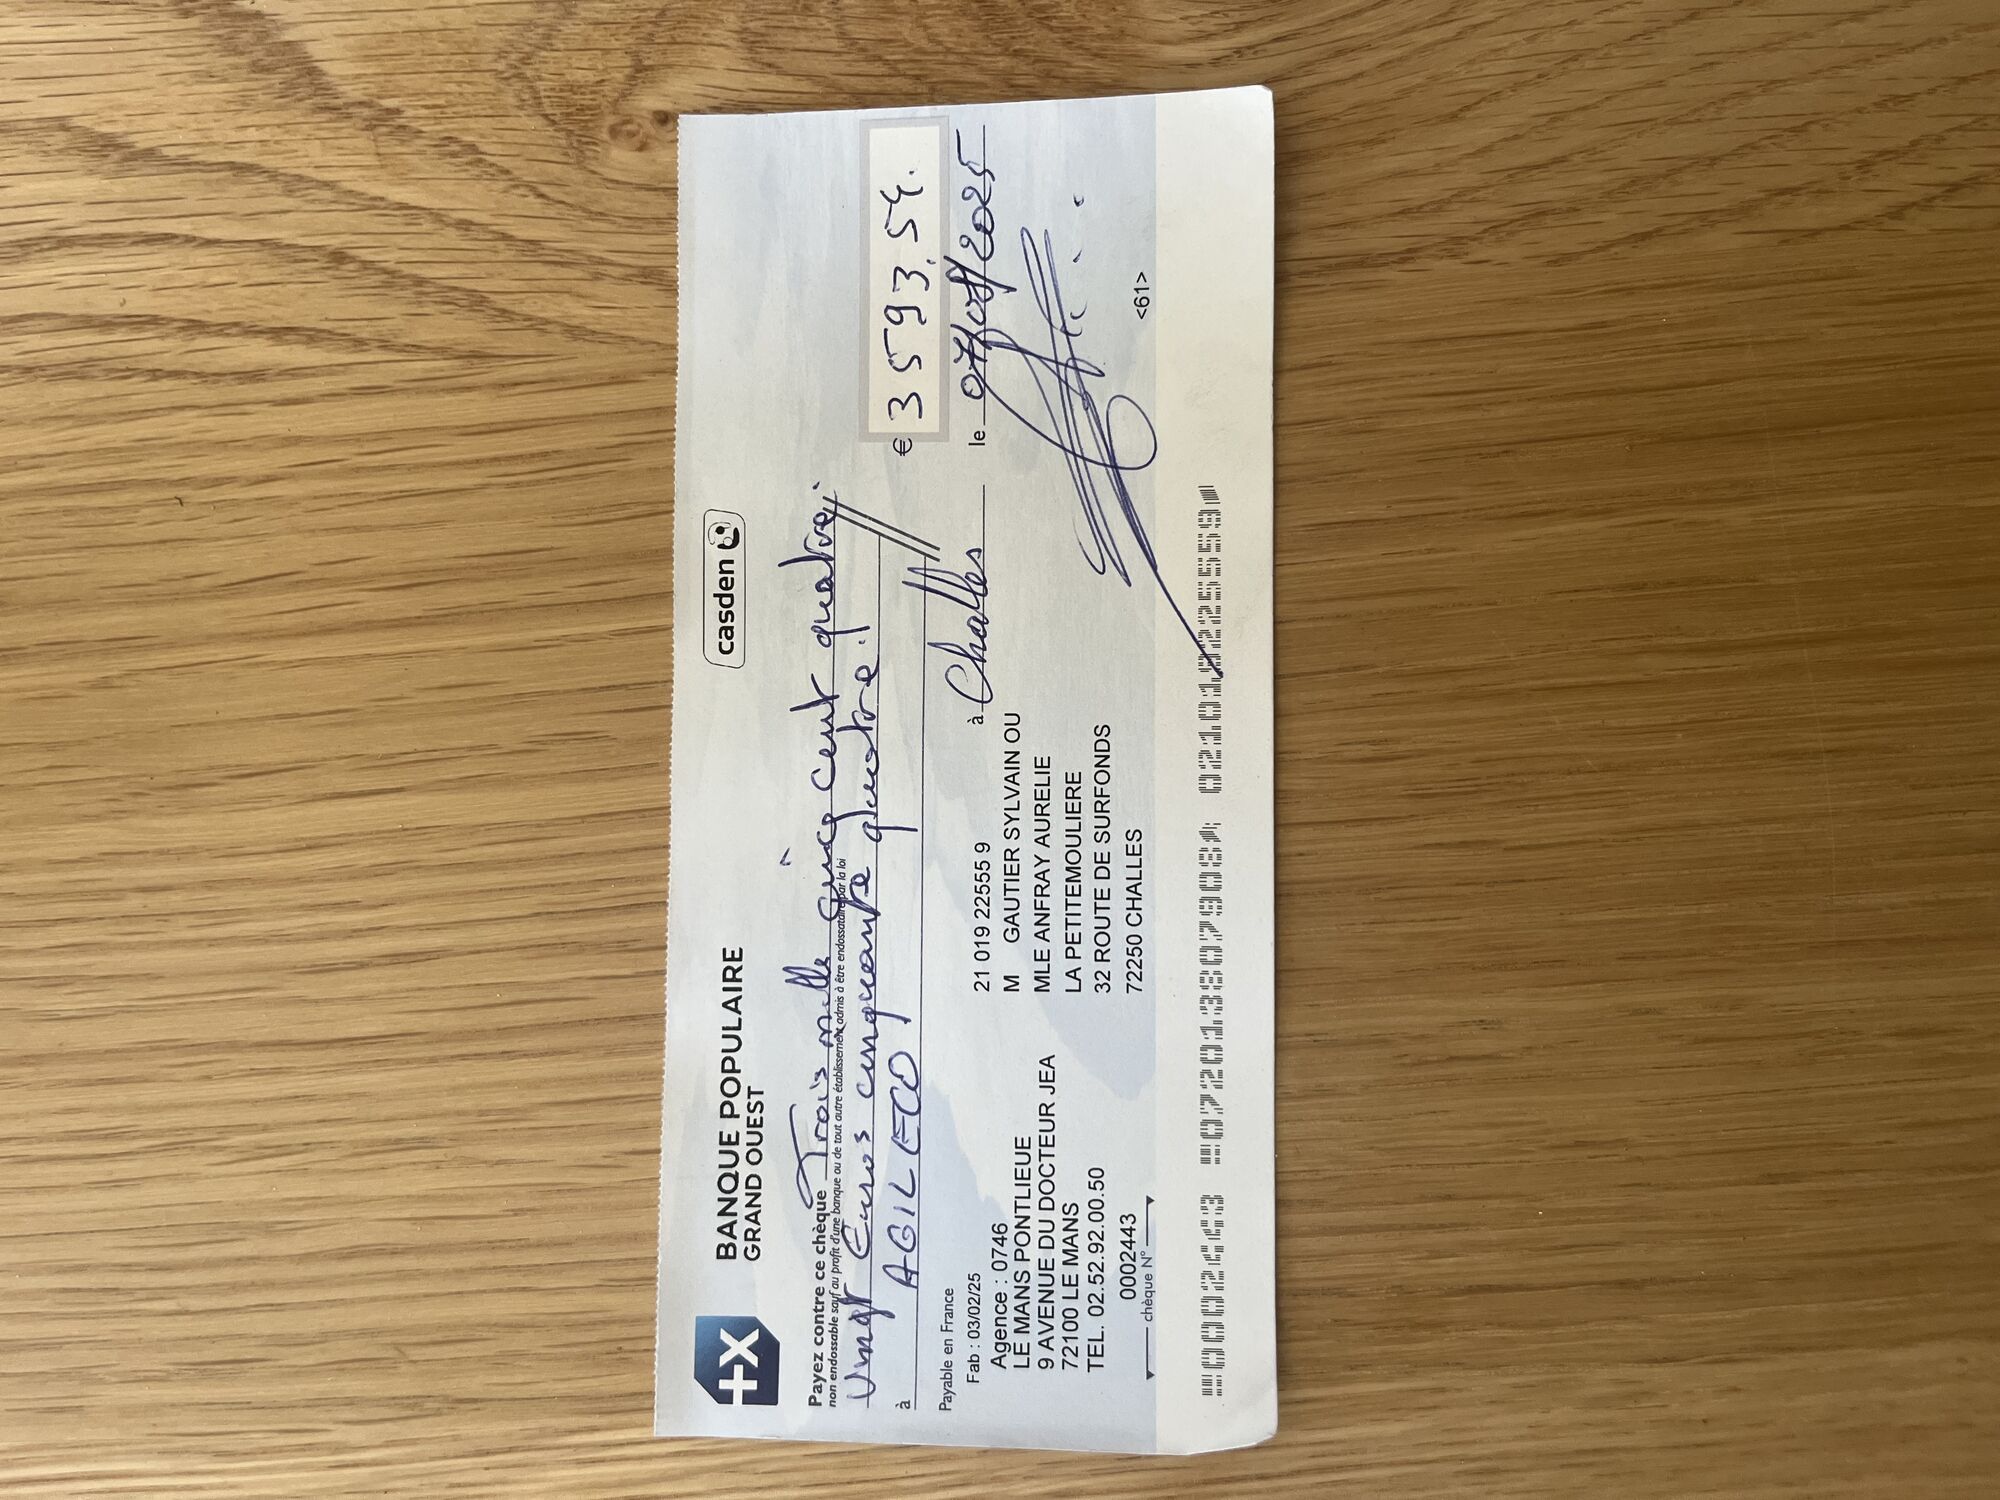 BANQUE POPULAIRE
GRAND OUEST
casden
Payez contre ce chèque Trois mille cinq cent quatre
non endossable sauf au profit d'une banque ou de tout autre établissement admis à être endossataire par la loi
vingt Euros cinquante quatre.
€ 3593.54.
à AGILECO
Payable en France
à Challes
le 07/07/2025
Fab : 03/02/25
Agence : 0746
LE MANS PONTLIEUE
9 AVENUE DU DOCTEUR JEA
72100 LE MANS
TEL. 02.52.92.00.50
0002443
chèque N°
21 019 22555 9
M GAUTIER SYLVAIN OU
MLE ANFRAY AURELIE
LA PETITEMOULIERE
32 ROUTE DE SURFONDS
72250 CHALLES
<61>